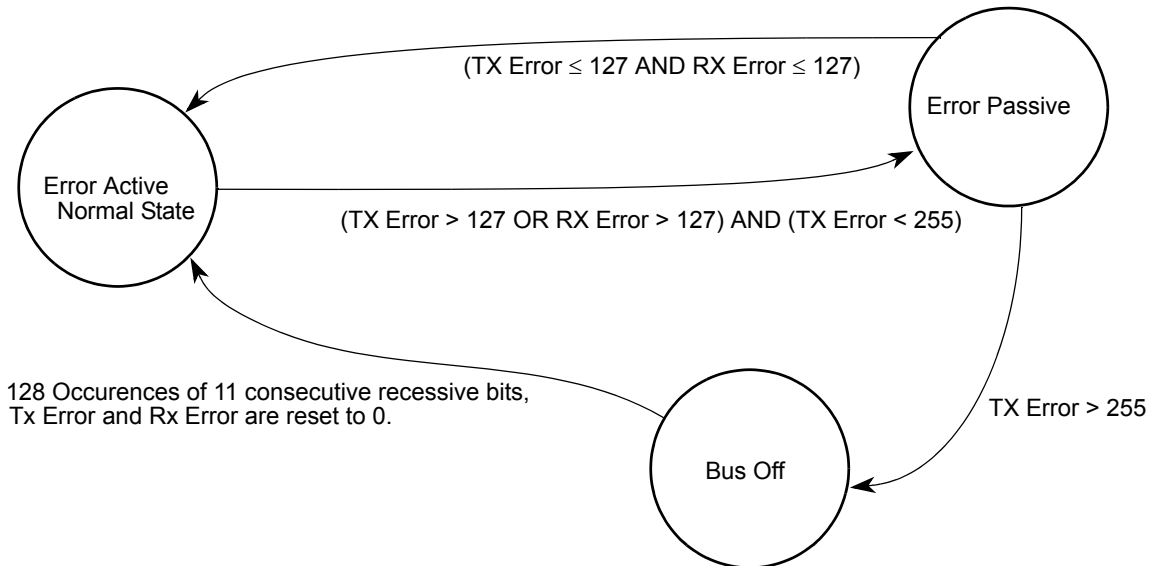 (TX Error ≤ 127 AND RX Error ≤ 127)
Error Passive
Error Active
Normal State
(TX Error > 127 OR RX Error > 127) AND (TX Error < 255)
128 Occurences of 11 consecutive recessive bits,
Tx Error and Rx Error are reset to 0.
TX Error > 255
Bus Off